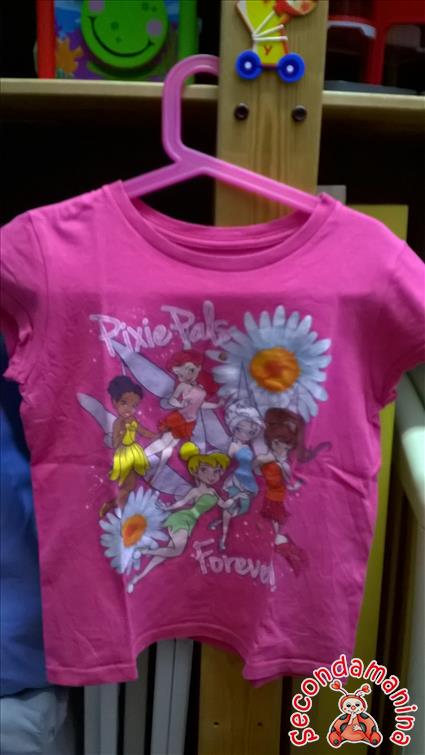 Y
Pixie Pals
Forever
Secondamanina